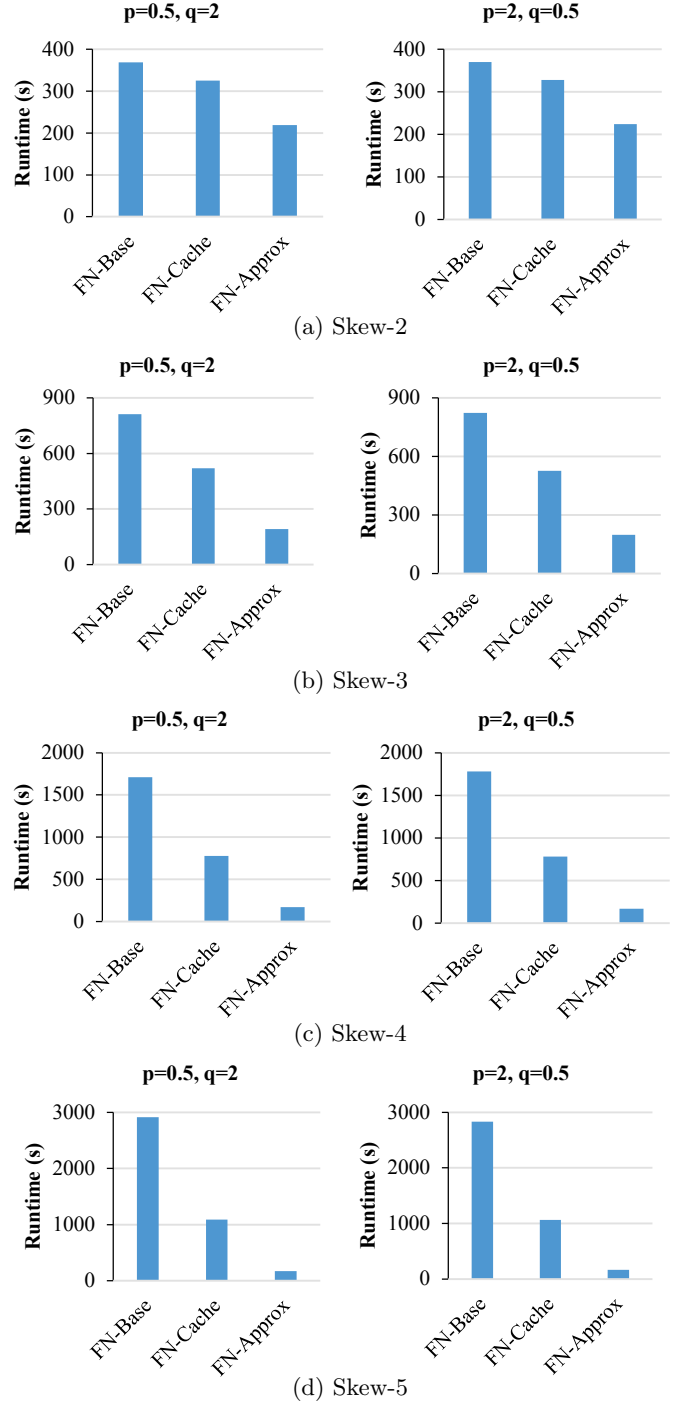 p=0.5, q=2
Runtime (s)
400
300
200
100
0
FN-Base
FN-Cache
FN-Approx
p=2, q=0.5
Runtime (s)
400
300
200
100
0
FN-Base
FN-Cache
FN-Approx
(a) Skew-2
p=0.5, q=2
Runtime (s)
900
600
300
0
FN-Base
FN-Cache
FN-Approx
p=2, q=0.5
Runtime (s)
900
600
300
0
FN-Base
FN-Cache
FN-Approx
(b) Skew-3
p=0.5, q=2
Runtime (s)
2000
1500
1000
500
0
FN-Base
FN-Cache
FN-Approx
p=2, q=0.5
Runtime (s)
2000
1500
1000
500
0
FN-Base
FN-Cache
FN-Approx
(c) Skew-4
p=0.5, q=2
Runtime (s)
3000
2000
1000
0
FN-Base
FN-Cache
FN-Approx
p=2, q=0.5
Runtime (s)
3000
2000
1000
0
FN-Base
FN-Cache
FN-Approx
(d) Skew-5